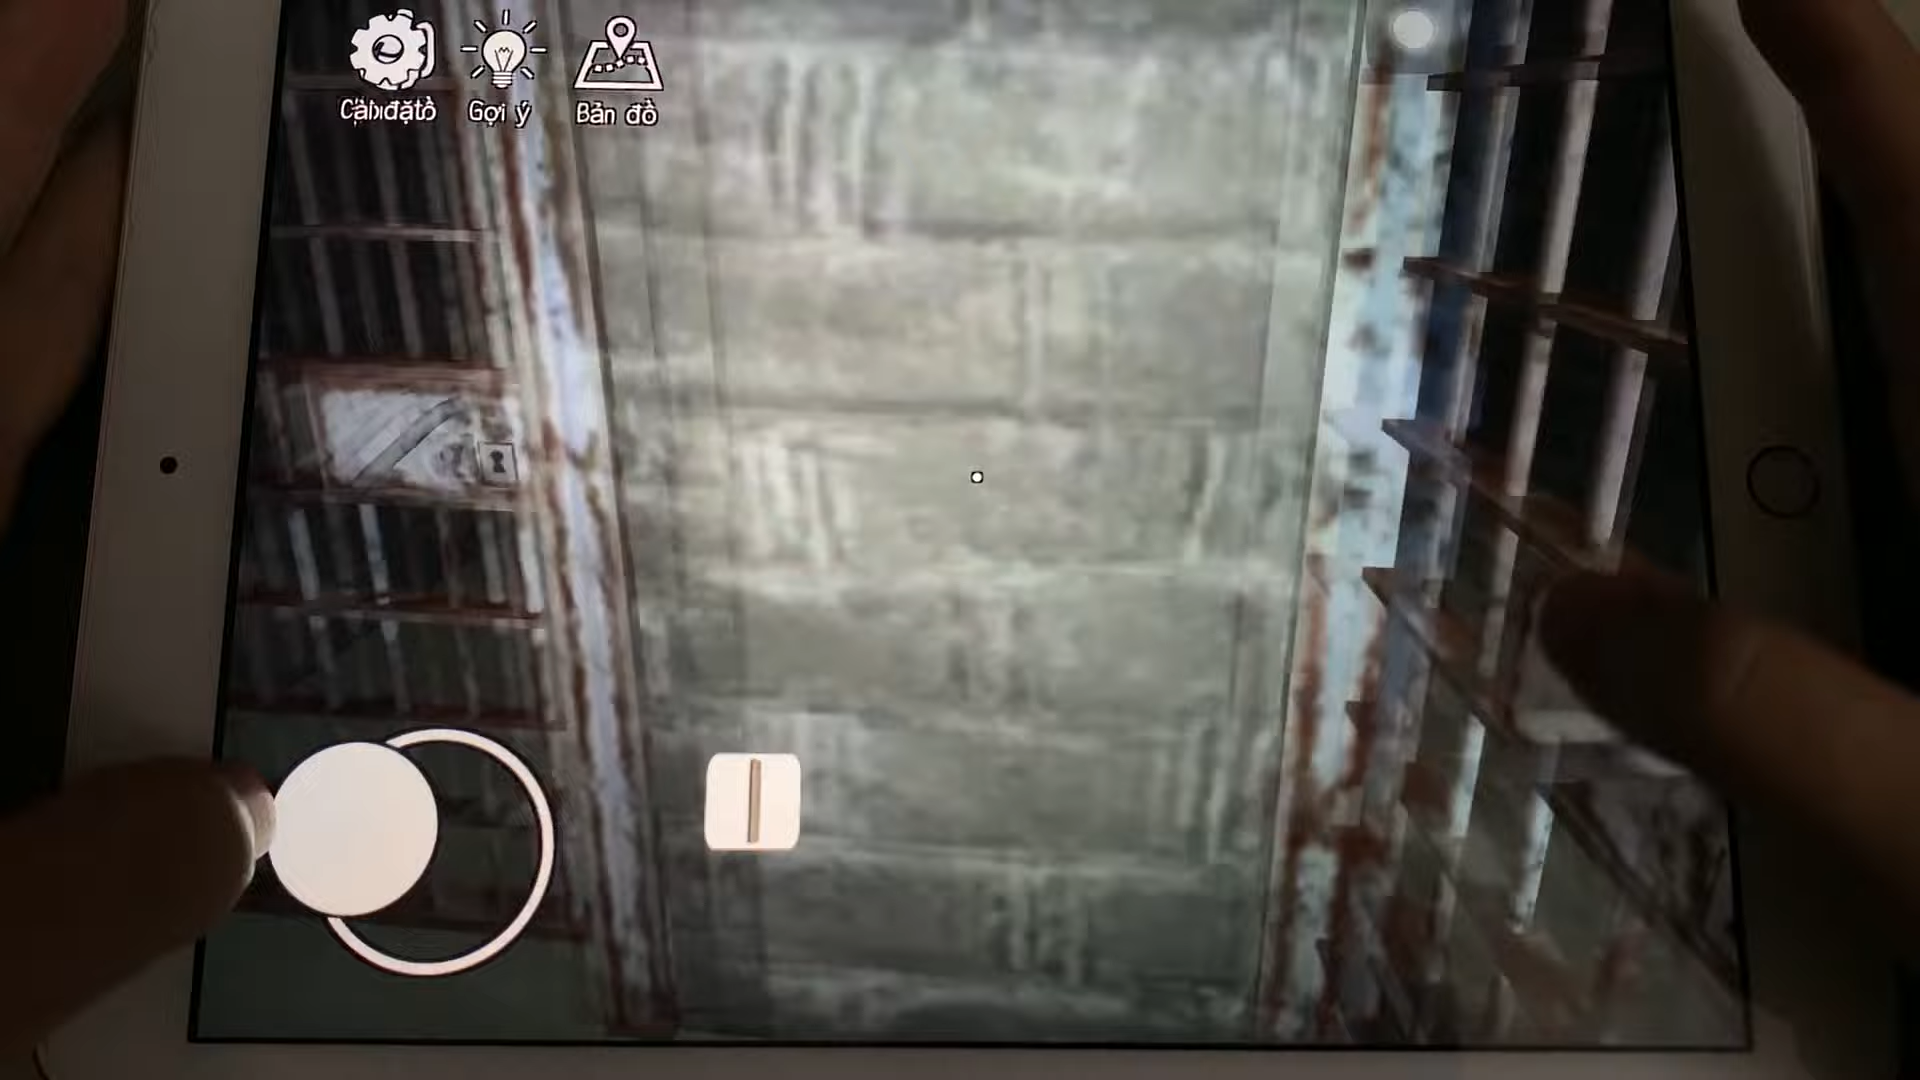 Gợi ý
Bản đồ